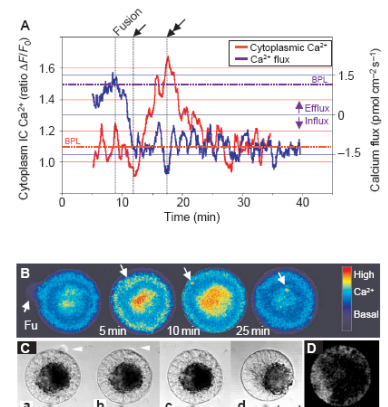 A
Fusion
Cytoplasmic Ca²⁺
Ca²⁺ flux
BPL
BPL
Efflux
Influx
Cytoplasm IC Ca²⁺ (ratio ΔF/F₀)
1.8
1.6
1.4
1.2
1.0
1.5
0
−1.5
Calcium flux (pmol cm⁻² s⁻¹)
0 10 20 30 40
Time (min)
B
Fu
5 min 10 min 25 min
High
Ca²⁺
Basal
C D
a b c d